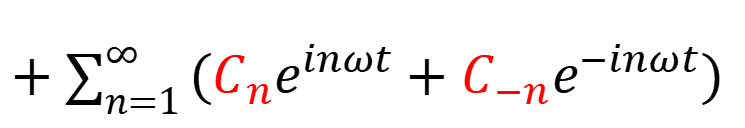 + ∑_{n=1}^{∞} (C_n e^{inωt} + C_{-n} e^{-inωt})